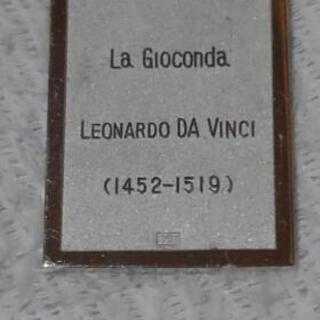 La Gioconda
Leonardo DA Vinci
(1452-1519)